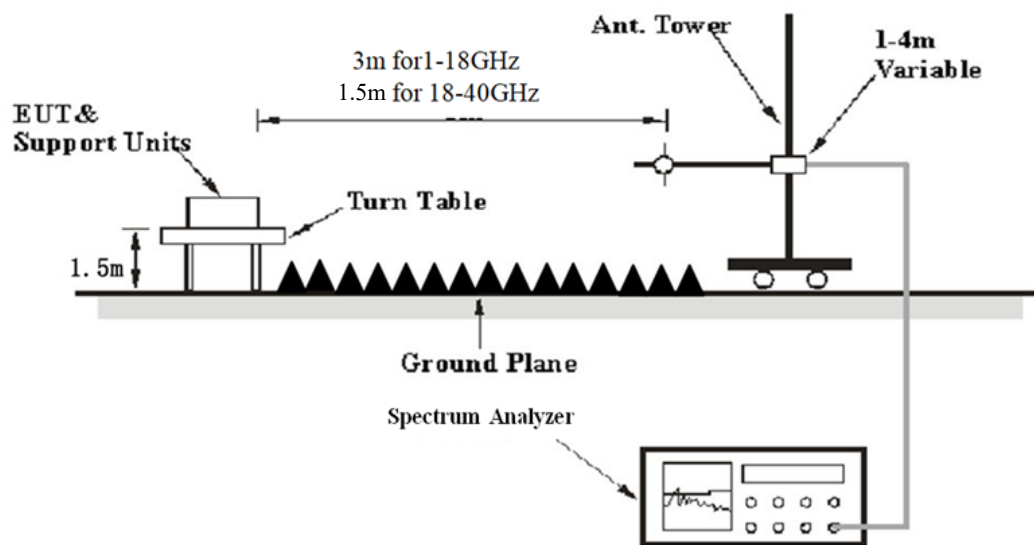 Ant. Tower
1-4m
Variable
3m for1-18GHz
1.5m for 18-40GHz
EUT&
Support Units
Turn Table
1.5m
Ground Plane
Spectrum Analyzer